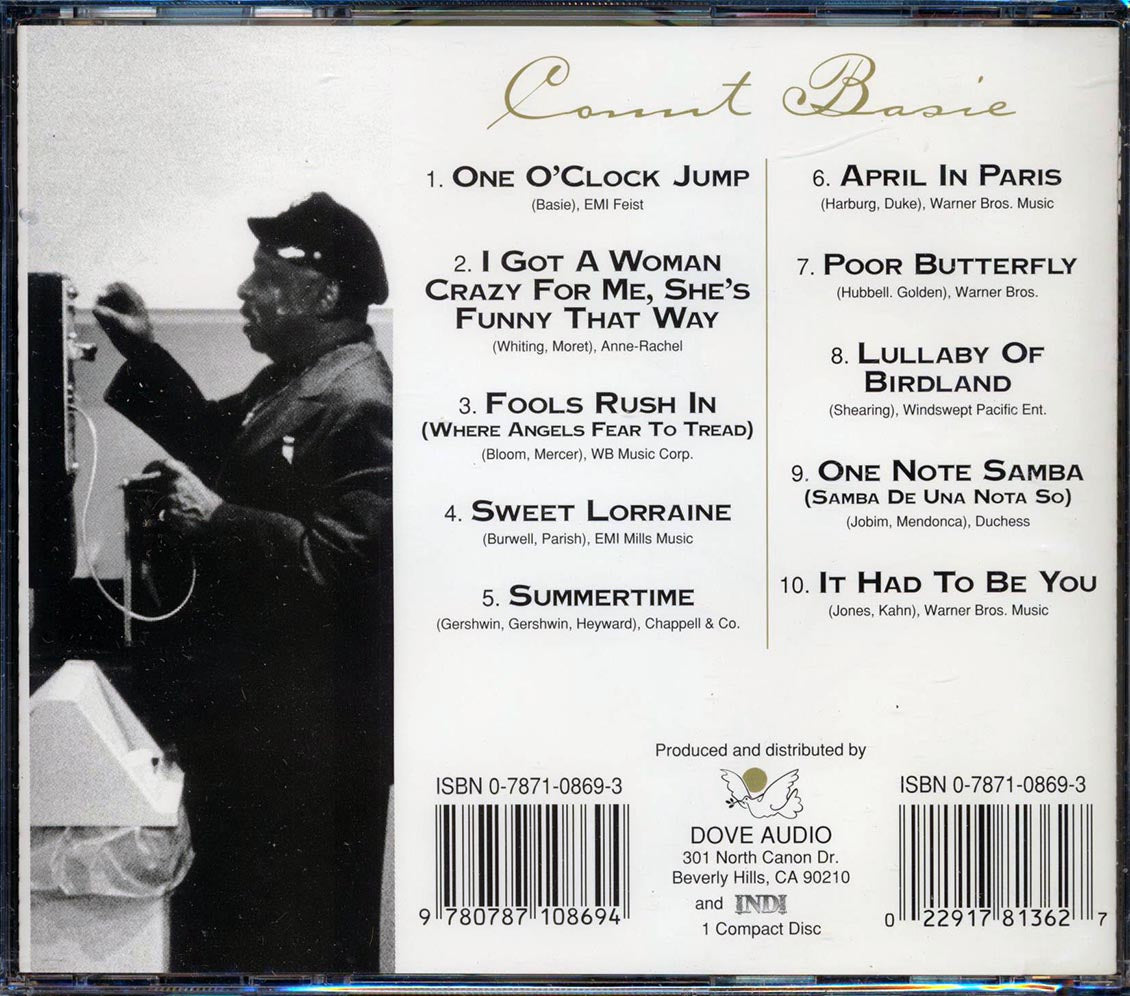 Count Basie
1. ONE O'CLOCK JUMP
(Basie), EMI Feist
2. I GOT A WOMAN
CRAZY FOR ME, SHE'S
FUNNY THAT WAY
(Whiting, Moret), Anne-Rachel
3. FOOLS RUSH IN
(WHERE ANGELS FEAR TO TREAD)
(Bloom, Mercer), WB Music Corp.
4. SWEET LORRAINE
(Burwell, Parish), EMI Mills Music
5. SUMMERTIME
(Gershwin, Gershwin, Heyward), Chappell & Co.
6. APRIL IN PARIS
(Harburg, Duke), Warner Bros. Music
7. POOR BUTTERFLY
(Hubbell. Golden), Warner Bros.
8. LULLABY OF
BIRDLAND
(Shearing), Windswept Pacific Ent.
9. ONE NOTE SAMBA
(SAMBA DE UNA NOTA SO)
(Jobim, Mendonca), Duchess
10. IT HAD TO BE YOU
(Jones, Kahn), Warner Bros. Music
ISBN 0-7871-0869-3
9 780787 108694
Produced and distributed by
DOVE AUDIO
301 North Canon Dr.
Beverly Hills, CA 90210
and INDI
1 Compact Disc
ISBN 0-7871-0869-3
0 22917 81362 7